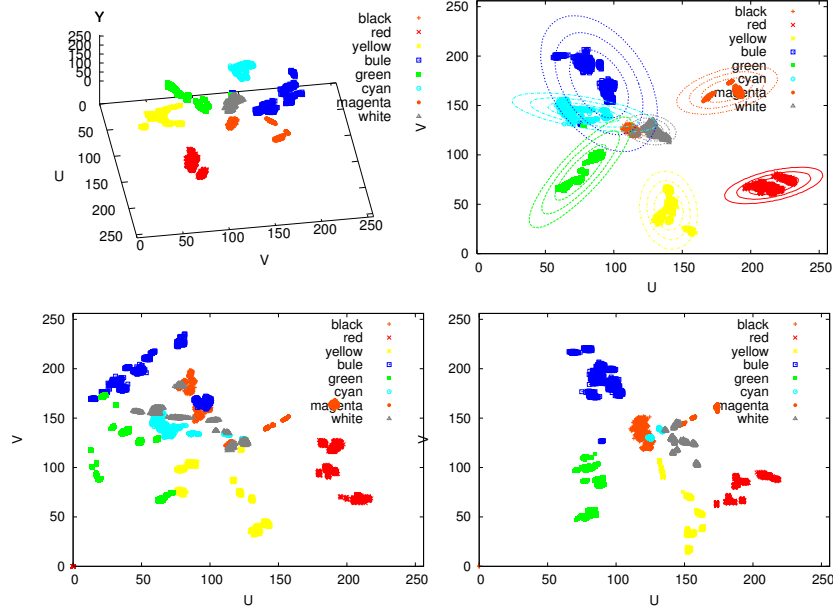 Y
250
200
150
100
50
0
0
50
100
150
200
250
U
0
50
100
150
200
250
V
black
red
yellow
bule
green
cyan
magenta
white
250
200
150
100
50
0
V
0
50
100
150
200
250
U
black
red
yellow
bule
green
cyan
magenta
white
250
200
150
100
50
0
V
0
50
100
150
200
250
U
black
red
yellow
bule
green
cyan
magenta
white
250
200
150
100
50
0
V
0
50
100
150
200
250
U
black
red
yellow
bule
green
cyan
magenta
white